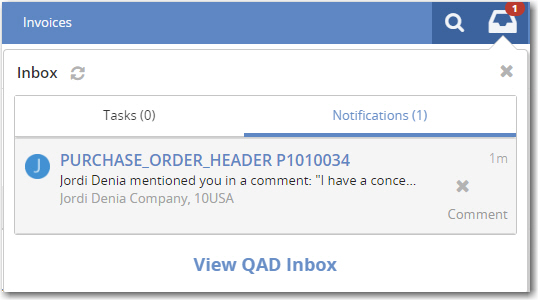 Invoices
1
Inbox
Tasks (0)
Notifications (1)
J
PURCHASE_ORDER_HEADER P1010034
1m
Jordi Denia mentioned you in a comment: "I have a conce...
Jordi Denia Company, 10USA
Comment
View QAD Inbox